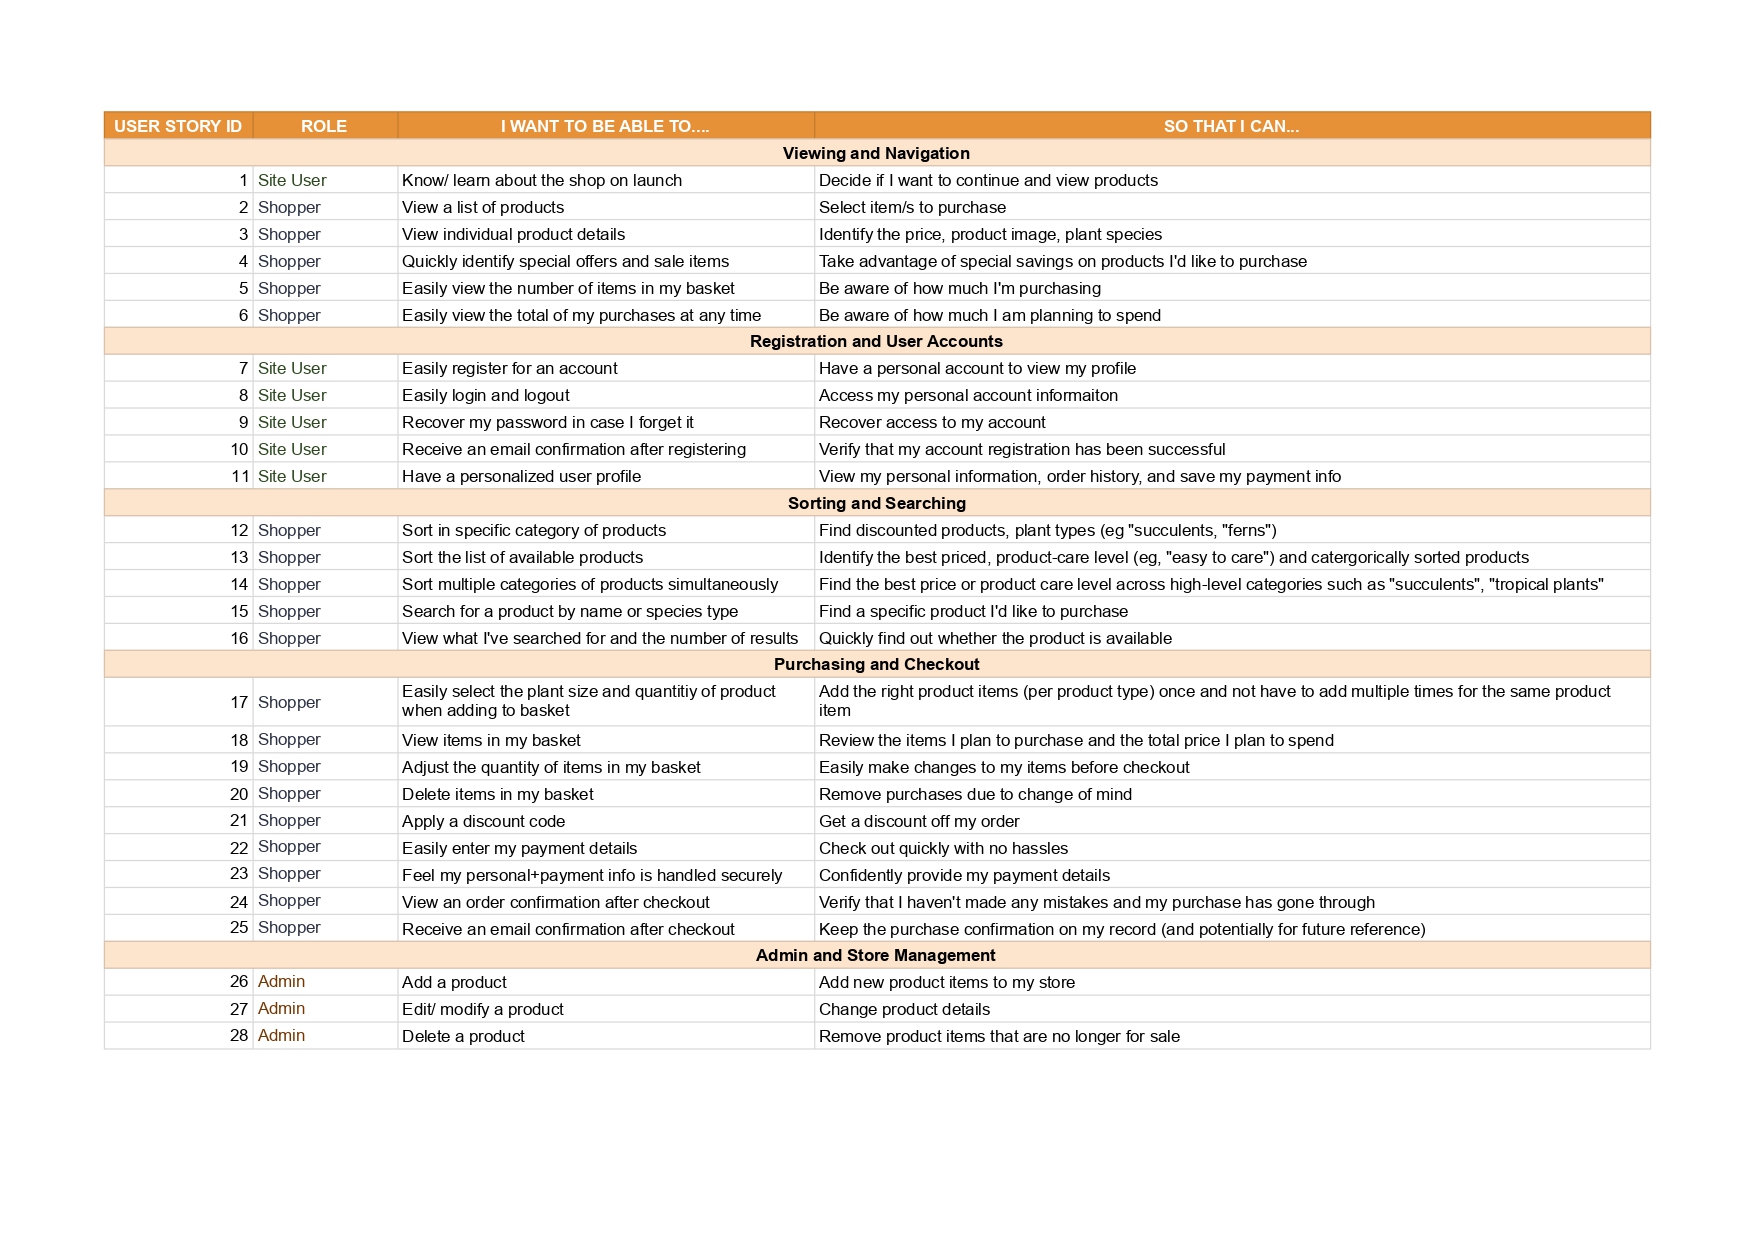 USER STORY ID ROLE I WANT TO BE ABLE TO.... SO THAT I CAN...
Viewing and Navigation
1 Site User Know/ learn about the shop on launch Decide if I want to continue and view products
2 Shopper View a list of products Select item/s to purchase
3 Shopper View individual product details Identify the price, product image, plant species
4 Shopper Quickly identify special offers and sale items Take advantage of special savings on products I'd like to purchase
5 Shopper Easily view the number of items in my basket Be aware of how much I'm purchasing
6 Shopper Easily view the total of my purchases at any time Be aware of how much I am planning to spend
Registration and User Accounts
7 Site User Easily register for an account Have a personal account to view my profile
8 Site User Easily login and logout Access my personal account informaiton
9 Site User Recover my password in case I forget it Recover access to my account
10 Site User Receive an email confirmation after registering Verify that my account registration has been successful
11 Site User Have a personalized user profile View my personal information, order history, and save my payment info
Sorting and Searching
12 Shopper Sort in specific category of products Find discounted products, plant types (eg "succulents, "ferns")
13 Shopper Sort the list of available products Identify the best priced, product-care level (eg, "easy to care") and catergorically sorted products
14 Shopper Sort multiple categories of products simultaneously Find the best price or product care level across high-level categories such as "succulents", "tropical plants"
15 Shopper Search for a product by name or species type Find a specific product I'd like to purchase
16 Shopper View what I've searched for and the number of results Quickly find out whether the product is available
Purchasing and Checkout
17 Shopper Easily select the plant size and quantitiy of product Add the right product items (per product type) once and not have to add multiple times for the same product
when adding to basket item
18 Shopper View items in my basket Review the items I plan to purchase and the total price I plan to spend
19 Shopper Adjust the quantity of items in my basket Easily make changes to my items before checkout
20 Shopper Delete items in my basket Remove purchases due to change of mind
21 Shopper Apply a discount code Get a discount off my order
22 Shopper Easily enter my payment details Check out quickly with no hassles
23 Shopper Feel my personal+payment info is handled securely Confidently provide my payment details
24 Shopper View an order confirmation after checkout Verify that I haven't made any mistakes and my purchase has gone through
25 Shopper Receive an email confirmation after checkout Keep the purchase confirmation on my record (and potentially for future reference)
Admin and Store Management
26 Admin Add a product Add new product items to my store
27 Admin Edit/ modify a product Change product details
28 Admin Delete a product Remove product items that are no longer for sale